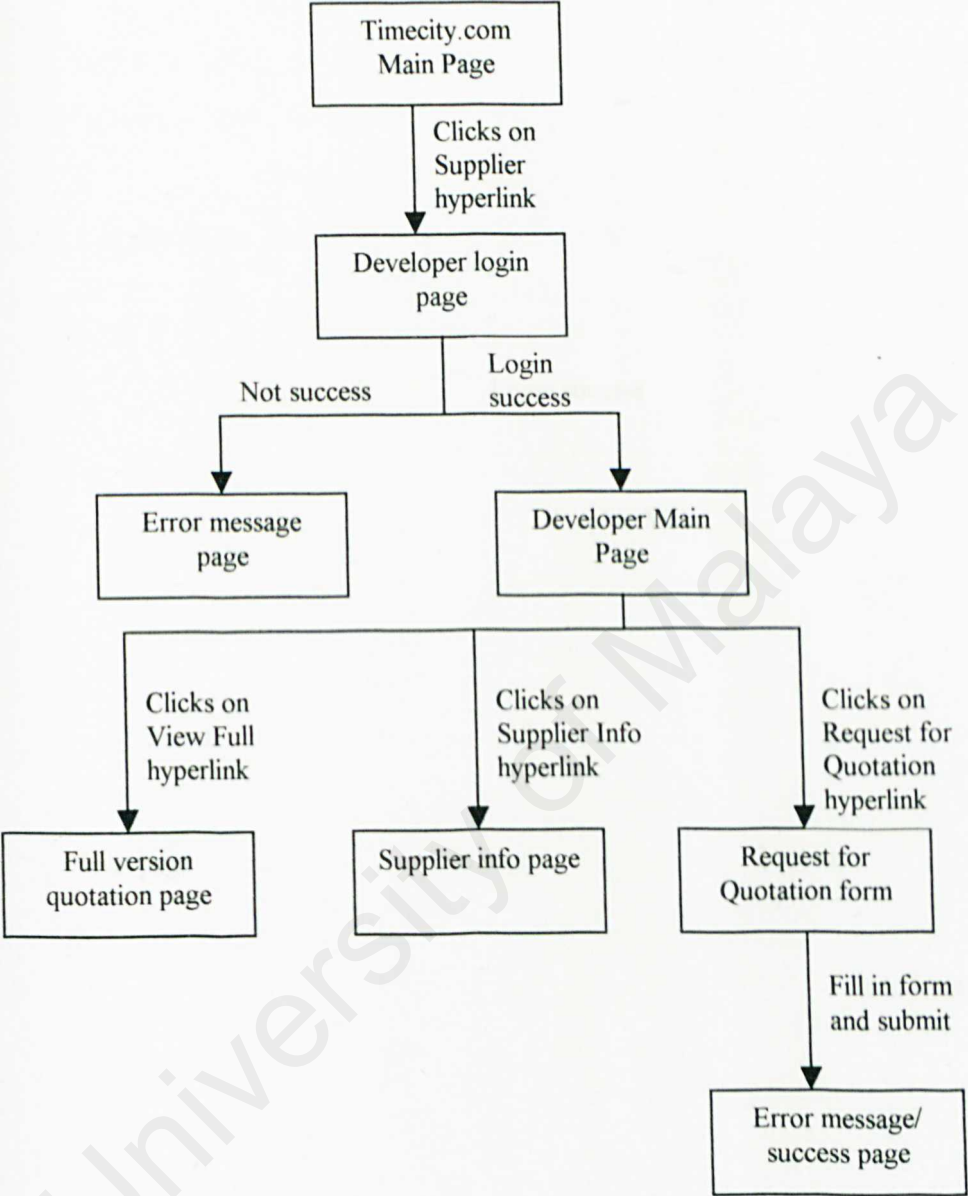 Timecity.com
Main Page
Clicks on
Supplier
hyperlink
Developer login
page
Not success
Login
success
Error message
page
Developer Main
Page
Clicks on
View Full
hyperlink
Clicks on
Supplier Info
hyperlink
Clicks on
Request for
Quotation
hyperlink
Full version
quotation page
Supplier info page
Request for
Quotation form
Fill in form
and submit
Error message/
success page
University of Malaya